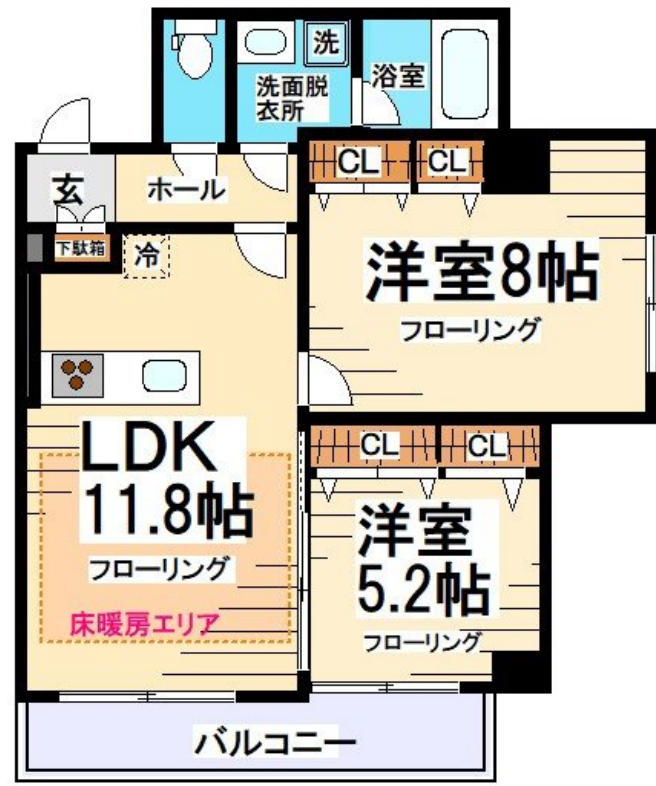 洗
浴室
洗面脱
衣所
CL
CL
玄
ホール
下駄箱
冷
洋室8帖
フローリング
LDK
11.8帖
フローリング
床暖房エリア
CL
CL
洋室
5.2帖
フローリング
バルコニー